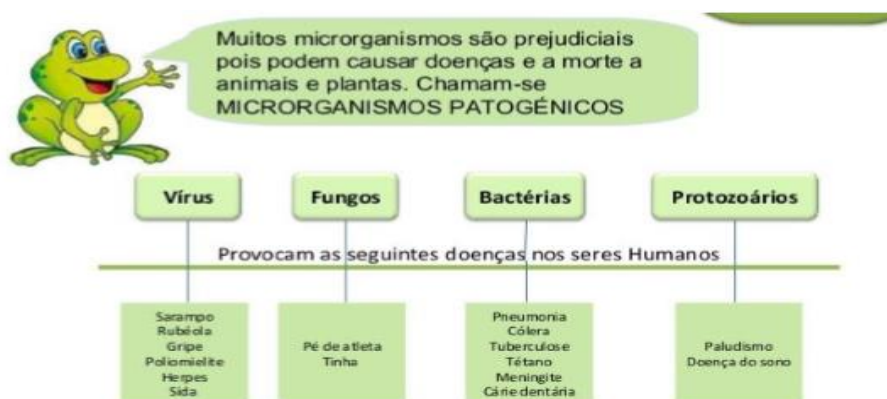 Muitos microrganismos são prejudiciais
pois podem causar doenças e a morte a
animais e plantas. Chamam-se
MICRORGANISMOS PATOGÉNICOS
Vírus
Fungos
Bactérias
Protozoários
Provocam as seguintes doenças nos seres Humanos
Sarampo
Rubéola
Gripe
Poliomielite
Herpes
Sida
Pé de atleta
Tinha
Pneumonia
Cólera
Tuberculose
Tétano
Meningite
Cárie dentária
Paludismo
Doença do sono